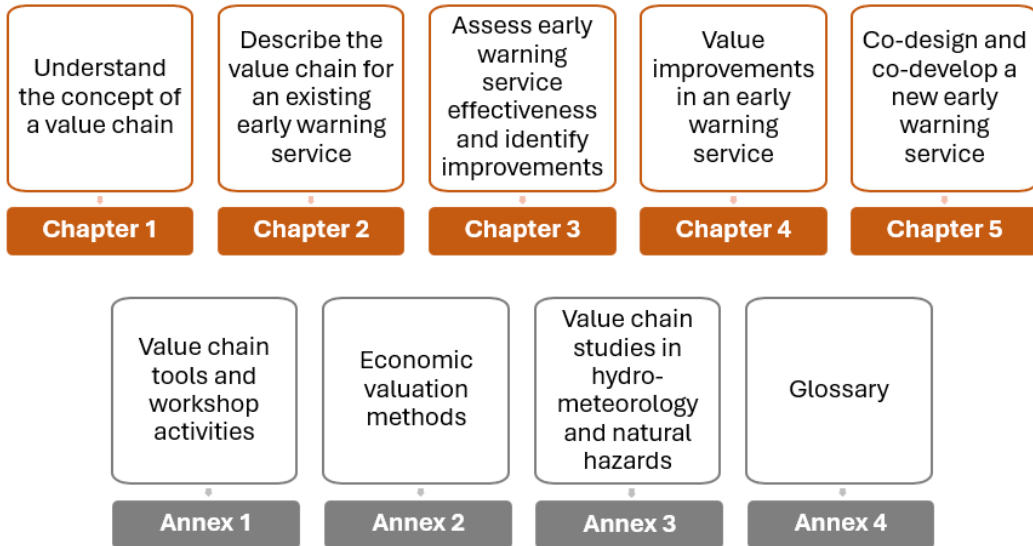 Understand
the concept of
a value chain
Describe the
value chain for
an existing
early warning
service
Assess early
warning
service
effectiveness
and identify
improvements
Value
improvements
in an early
warning
service
Co-design and
co-develop a
new early
warning
service
Chapter 1
Chapter 2
Chapter 3
Chapter 4
Chapter 5
Value chain
tools and
workshop
activities
Economic
valuation
methods
Value chain
studies in
hydro-
meteorology
and natural
hazards
Glossary
Annex 1
Annex 2
Annex 3
Annex 4